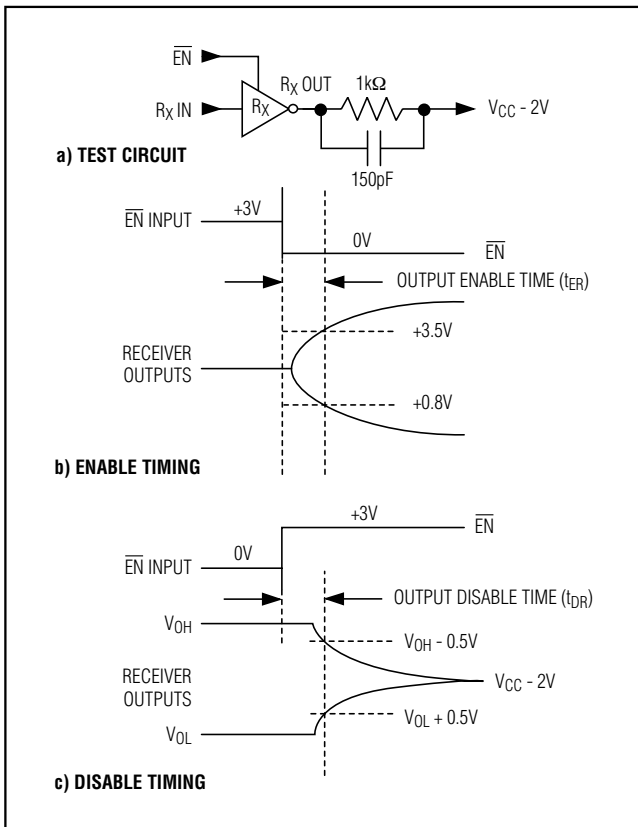 EN
RX OUT
1kΩ
RX IN
RX
VCC - 2V
150pF
a) TEST CIRCUIT
+3V
EN INPUT
0V
EN
OUTPUT ENABLE TIME (tER)
+3.5V
RECEIVER
OUTPUTS
+0.8V
b) ENABLE TIMING
+3V
EN
0V
EN INPUT
OUTPUT DISABLE TIME (tDR)
VOH
VOH - 0.5V
RECEIVER
OUTPUTS
VCC - 2V
VOL + 0.5V
VOL
c) DISABLE TIMING